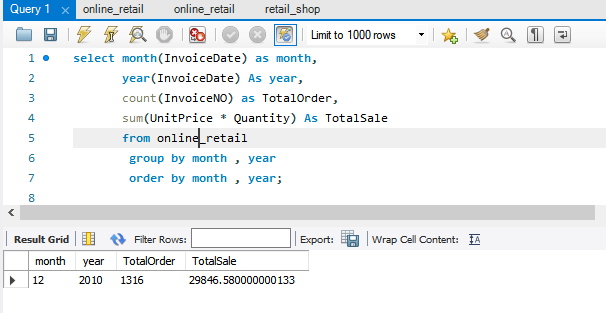 Query 1 online_retail online_retail retail_shop
Limit to 1000 rows
1 select month(InvoiceDate) as month,
2 year(InvoiceDate) As year,
3 count(InvoiceNO) as TotalOrder,
4 sum(UnitPrice * Quantity) As TotalSale
5 from online_retail
6 group by month , year
7 order by month , year;
8
Result Grid Filter Rows: Export: Wrap Cell Content:
month year TotalOrder TotalSale
12 2010 1316 29846.580000000133